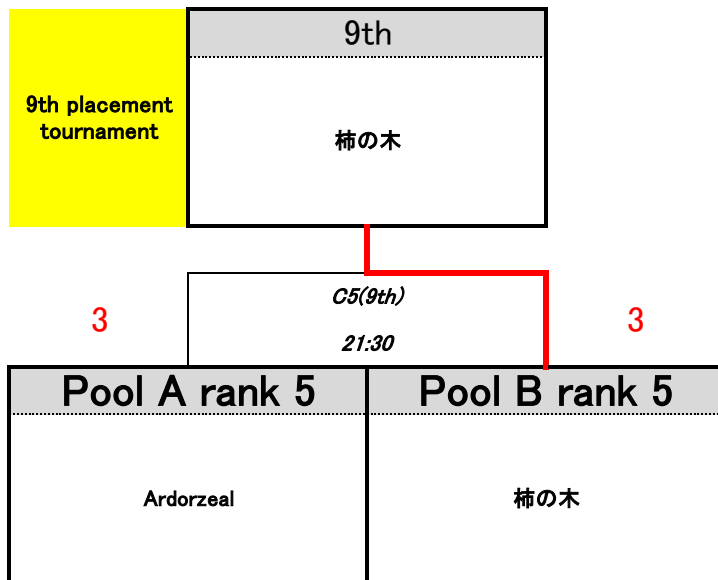 9th
9th placement
tournament
柿の木
C5(9th)
3
3
21:30
Pool A rank 5
Pool B rank 5
Ardorzeal
柿の木